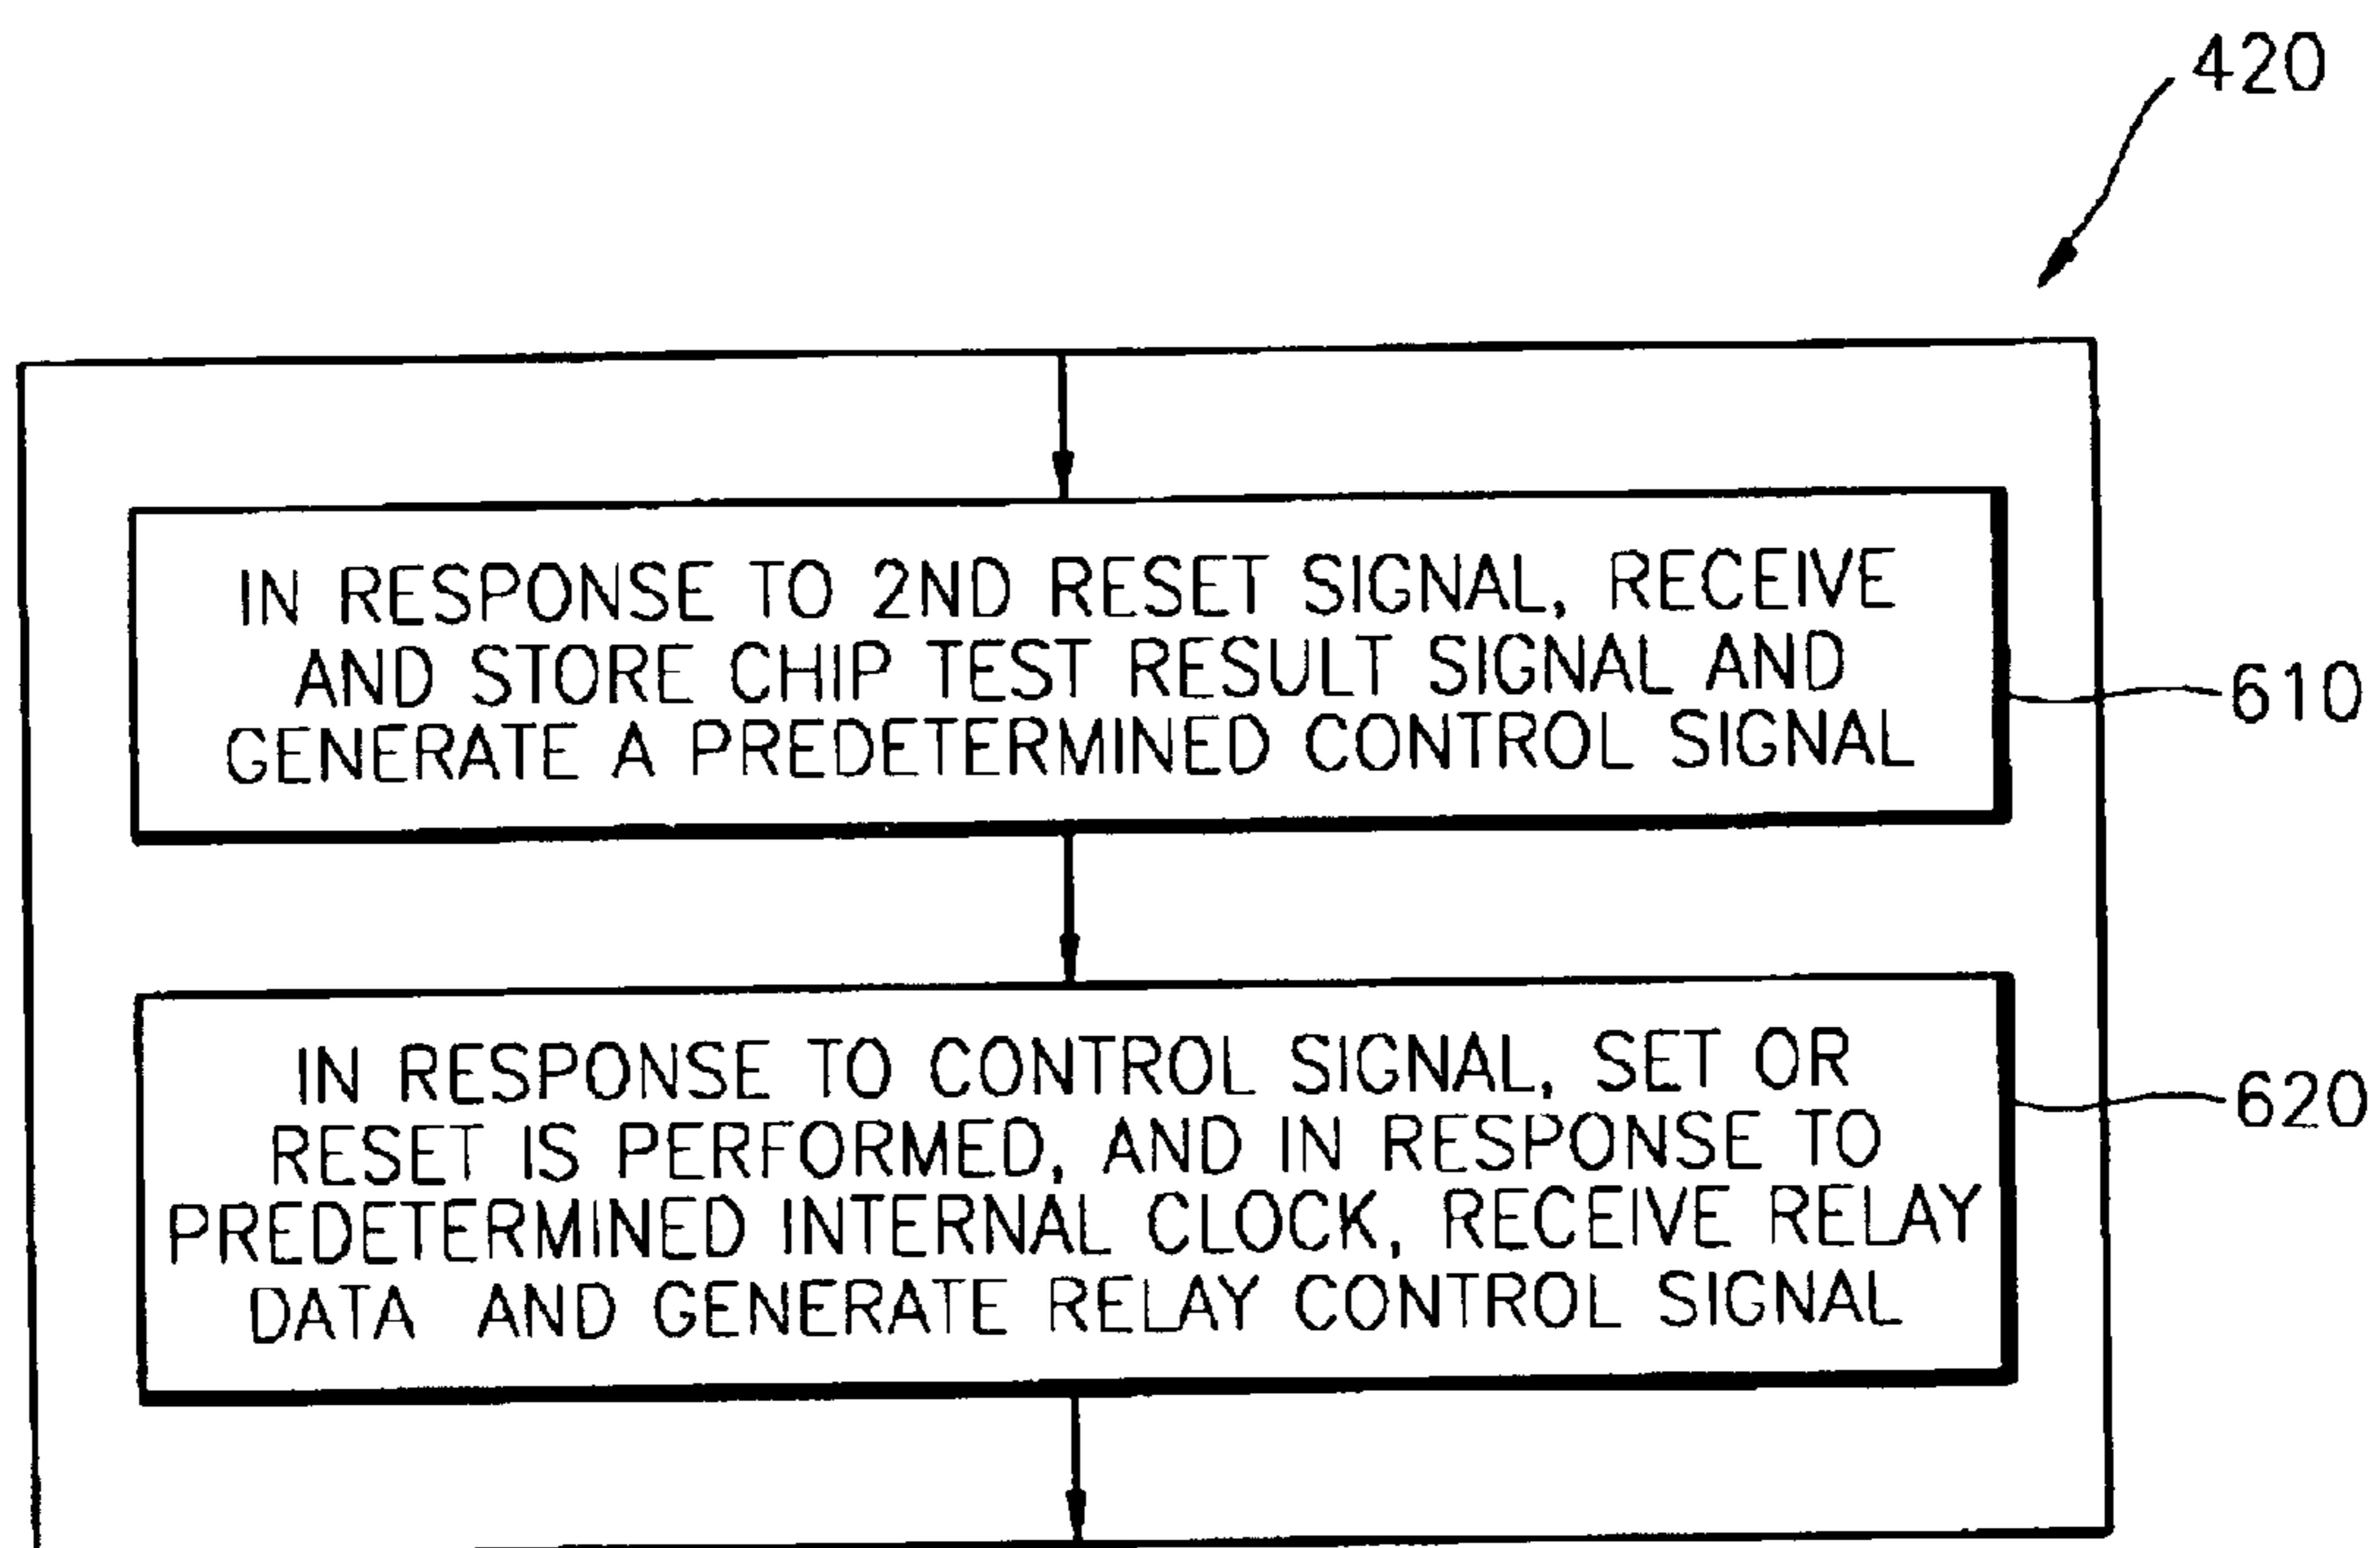 420
IN RESPONSE TO 2ND RESET SIGNAL, RECEIVE
AND STORE CHIP TEST RESULT SIGNAL AND
GENERATE A PREDETERMINED CONTROL SIGNAL
610
IN RESPONSE TO CONTROL SIGNAL, SET OR
RESET IS PERFORMED, AND IN RESPONSE TO
PREDETERMINED INTERNAL CLOCK, RECEIVE RELAY
DATA AND GENERATE RELAY CONTROL SIGNAL
620